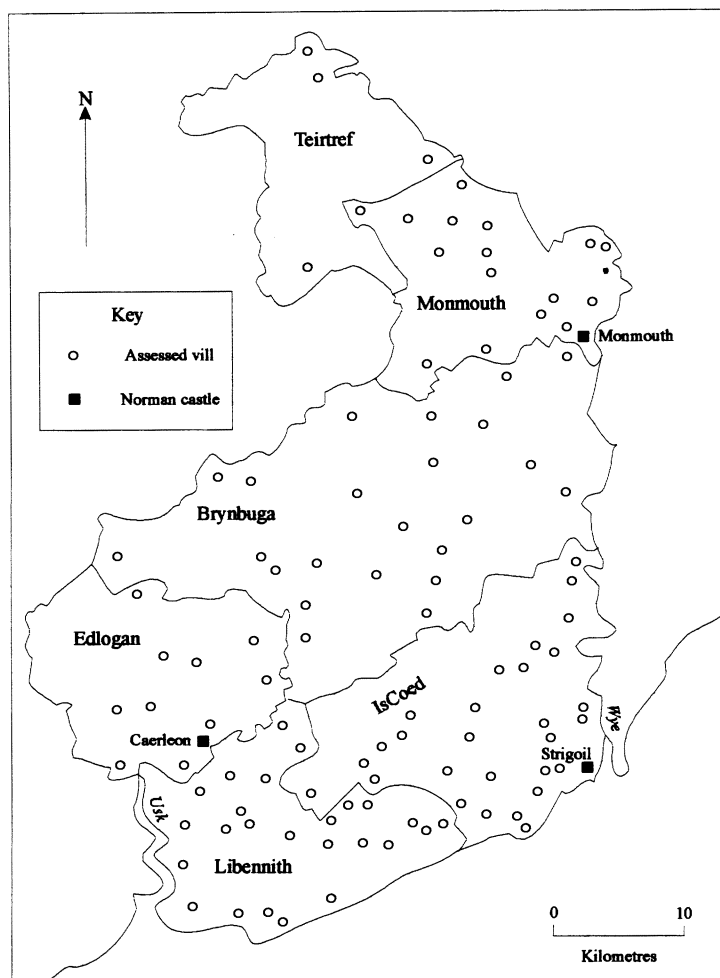 Teirtref
N
Key
Assessed vill
Norman castle
Monmouth
Monmouth
Brynbuga
Edlogan
IsCoed
Wye
Caerleon
Strigoil
Usk
Libennith
0 10
Kilometres